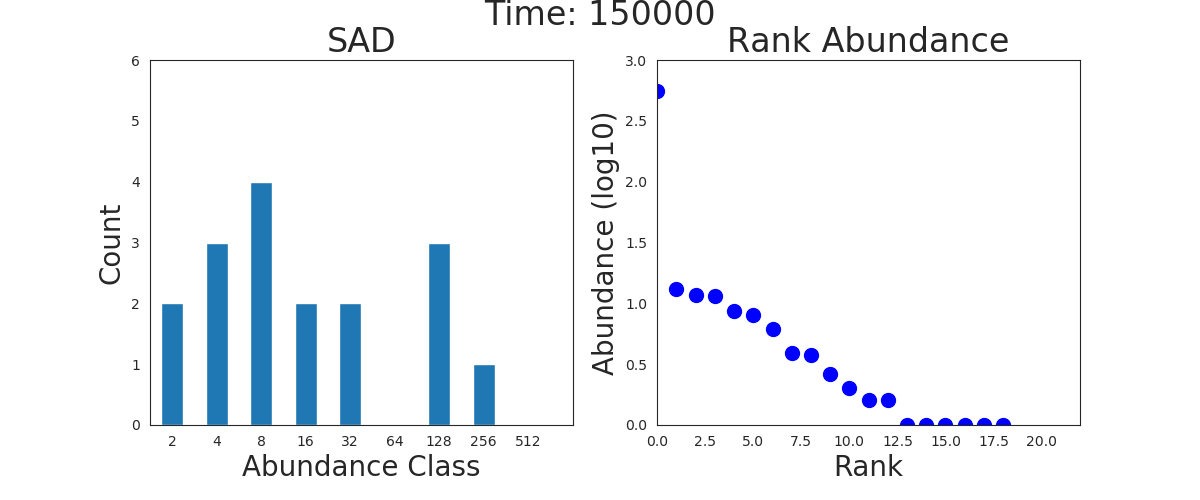 Time: 150000
SAD
Rank Abundance
6
5
4
3
2
1
0
Count
2 4 8 16 32 64 128 256 512
Abundance Class
3.0
2.5
2.0
1.5
1.0
0.5
0.0
Abundance (log10)
0.0 2.5 5.0 7.5 10.0 12.5 15.0 17.5 20.0
Rank